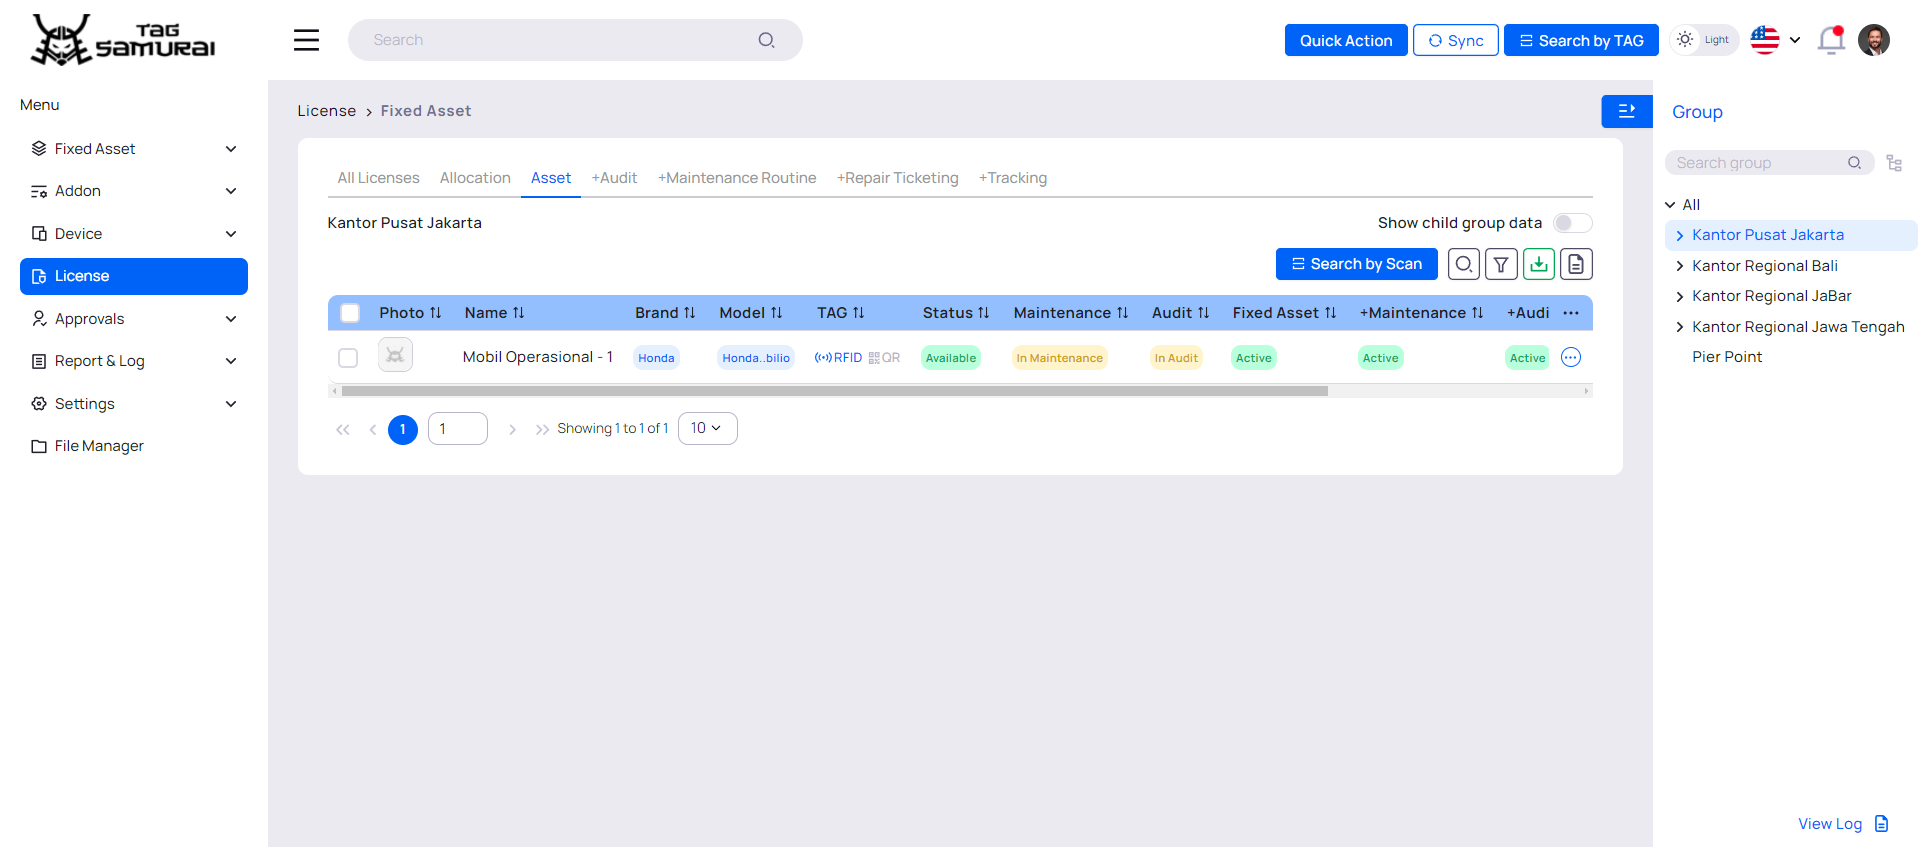 TAG SAMURAI
Search
Quick Action
Sync
Search by TAG
Light
Menu
Fixed Asset
Addon
Device
License
Approvals
Report & Log
Settings
File Manager
License > Fixed Asset
All Licenses Allocation Asset +Audit +Maintenance Routine +Repair Ticketing +Tracking
Kantor Pusat Jakarta
Show child group data
Search by Scan
Photo Name Brand Model TAG Status Maintenance Audit Fixed Asset +Maintenance +Audi
Mobil Operasional - 1 Honda Honda..bilio RFID QR Available In Maintenance In Audit Active Active Active
1 1 Showing 1 to 1 of 1 10
Group
Search group
All
Kantor Pusat Jakarta
Kantor Regional Bali
Kantor Regional JaBar
Kantor Regional Jawa Tengah
Pier Point
View Log